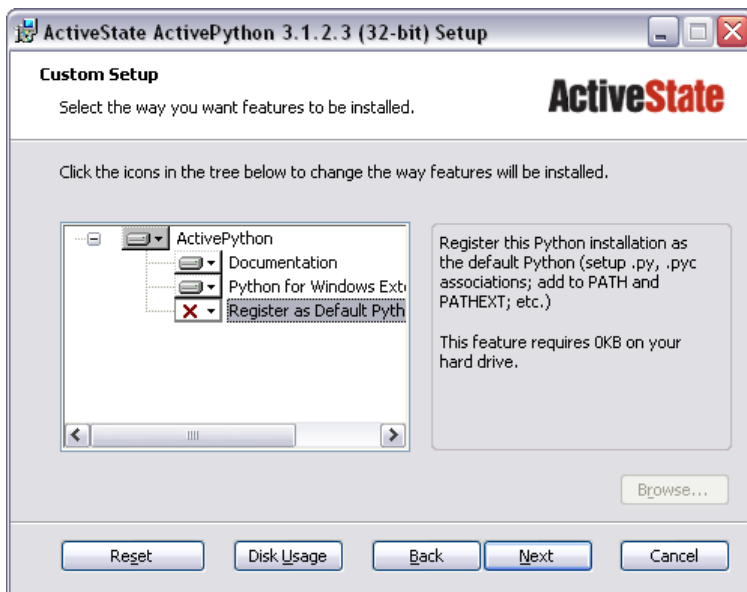 ActiveState ActivePython 3.1.2.3 (32-bit) Setup
Custom Setup
Select the way you want features to be installed.
ActiveState
Click the icons in the tree below to change the way features will be installed.
ActivePython
Documentation
Python for Windows Ext
Register as Default Pyth
Register this Python installation as
the default Python (setup .py, .pyc
associations; add to PATH and
PATHEXT; etc.)
This feature requires 0KB on your
hard drive.
Browse...
Reset Disk Usage Back Next Cancel